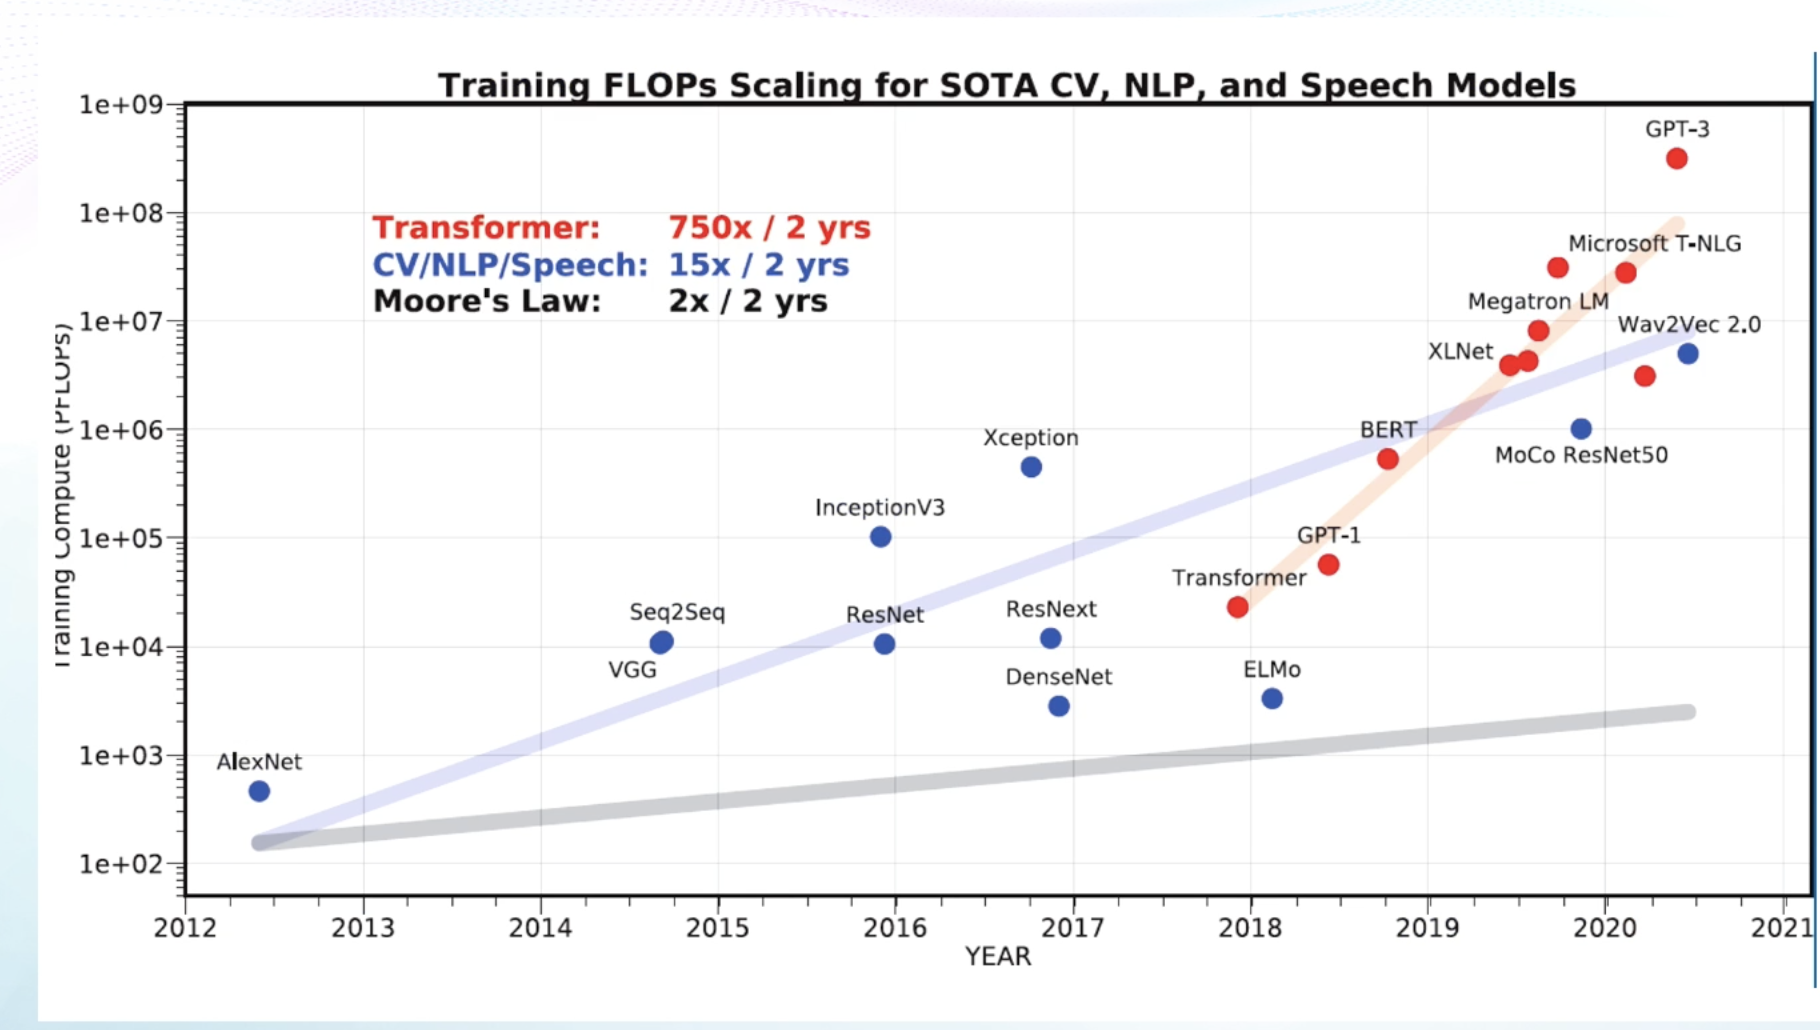 Training FLOPs Scaling for SOTA CV, NLP, and Speech Models
1e+09
1e+08
1e+07
1e+06
1e+05
1e+04
1e+03
1e+02
Training Compute (PFLOPs)
Transformer: 750x / 2 yrs
CV/NLP/Speech: 15x / 2 yrs
Moore's Law: 2x / 2 yrs
GPT-3
Microsoft T-NLG
Megatron LM
Wav2Vec 2.0
XLNet
BERT
MoCo ResNet50
Xception
InceptionV3
GPT-1
Transformer
Seq2Seq
ResNet
ResNext
VGG
DenseNet
ELMo
AlexNet
2012
2013
2014
2015
2016
2017
2018
2019
2020
2021
YEAR